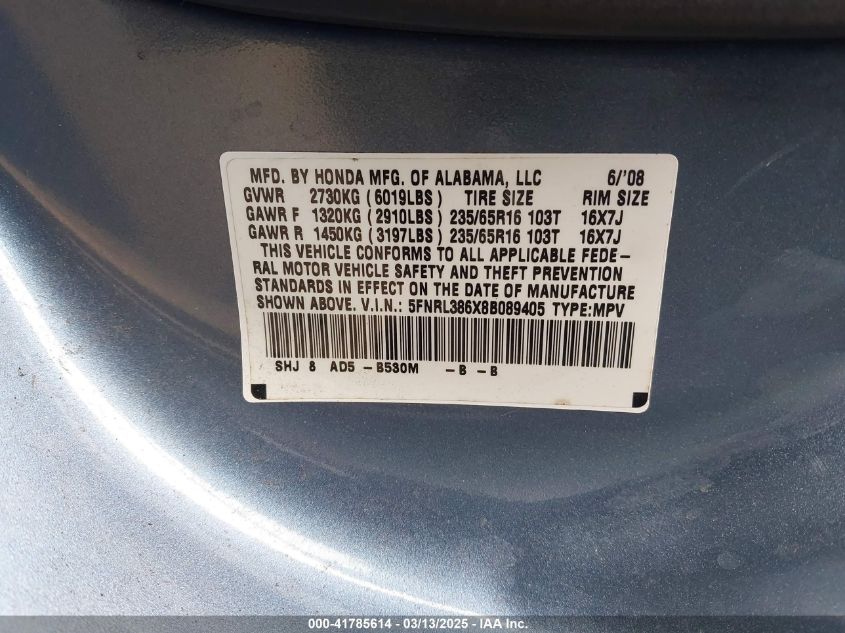 MFD. BY HONDA MFG. OF ALABAMA, LLC 6/'08
GVWR 2730KG (6019LBS) TIRE SIZE RIM SIZE
GAWR F 1320KG (2910LBS) 235/65R16 103T 16X7J
GAWR R 1450KG (3197LBS) 235/65R16 103T 16X7J
THIS VEHICLE CONFORMS TO ALL APPLICABLE FEDE-
RAL MOTOR VEHICLE SAFETY AND THEFT PREVENTION
STANDARDS IN EFFECT ON THE DATE OF MANUFACTURE
SHOWN ABOVE. V.I.N.: 5FNRL386X8B089405 TYPE:MPV
SHJ 8 AD5 -B530M -B -B
000-41785614 - 03/13/2025 - IAAI.COM